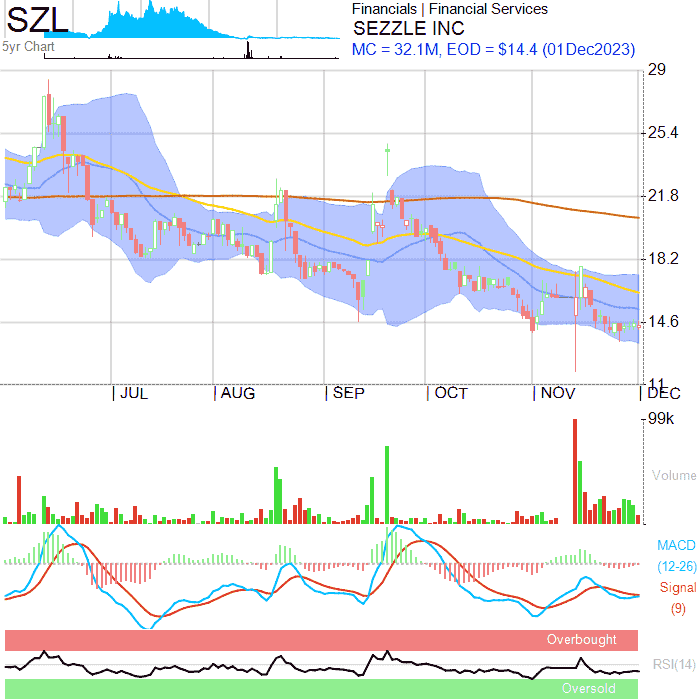 SZL
5yr Chart
Financials | Financial Services
SEZZLE INC
MC = 32.1M, EOD = $14.4 (01Dec2023)
29
25.4
21.8
18.2
14.6
11
JUL
AUG
SEP
OCT
NOV
DEC
99k
Volume
MACD
(12-26)
Signal
(9)
Overbought
RSI(14)
Oversold